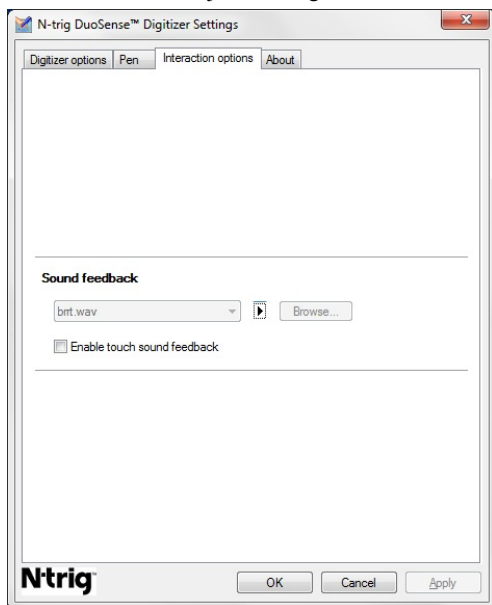 N-trig DuoSense™ Digitizer Settings
Digitizer options Pen Interaction options About
Sound feedback
brrt.wav Browse...
Enable touch sound feedback
N-trig OK Cancel Apply